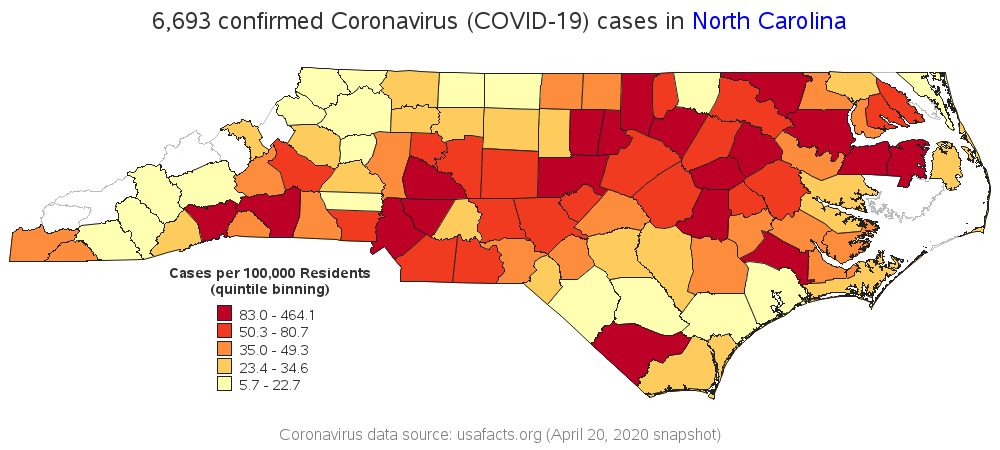 6,693 confirmed Coronavirus (COVID-19) cases in North Carolina
Cases per 100,000 Residents
(quintile binning)
83.0 - 464.1
50.3 - 80.7
35.0 - 49.3
23.4 - 34.6
5.7 - 22.7
Coronavirus data source: usafacts.org (April 20, 2020 snapshot)